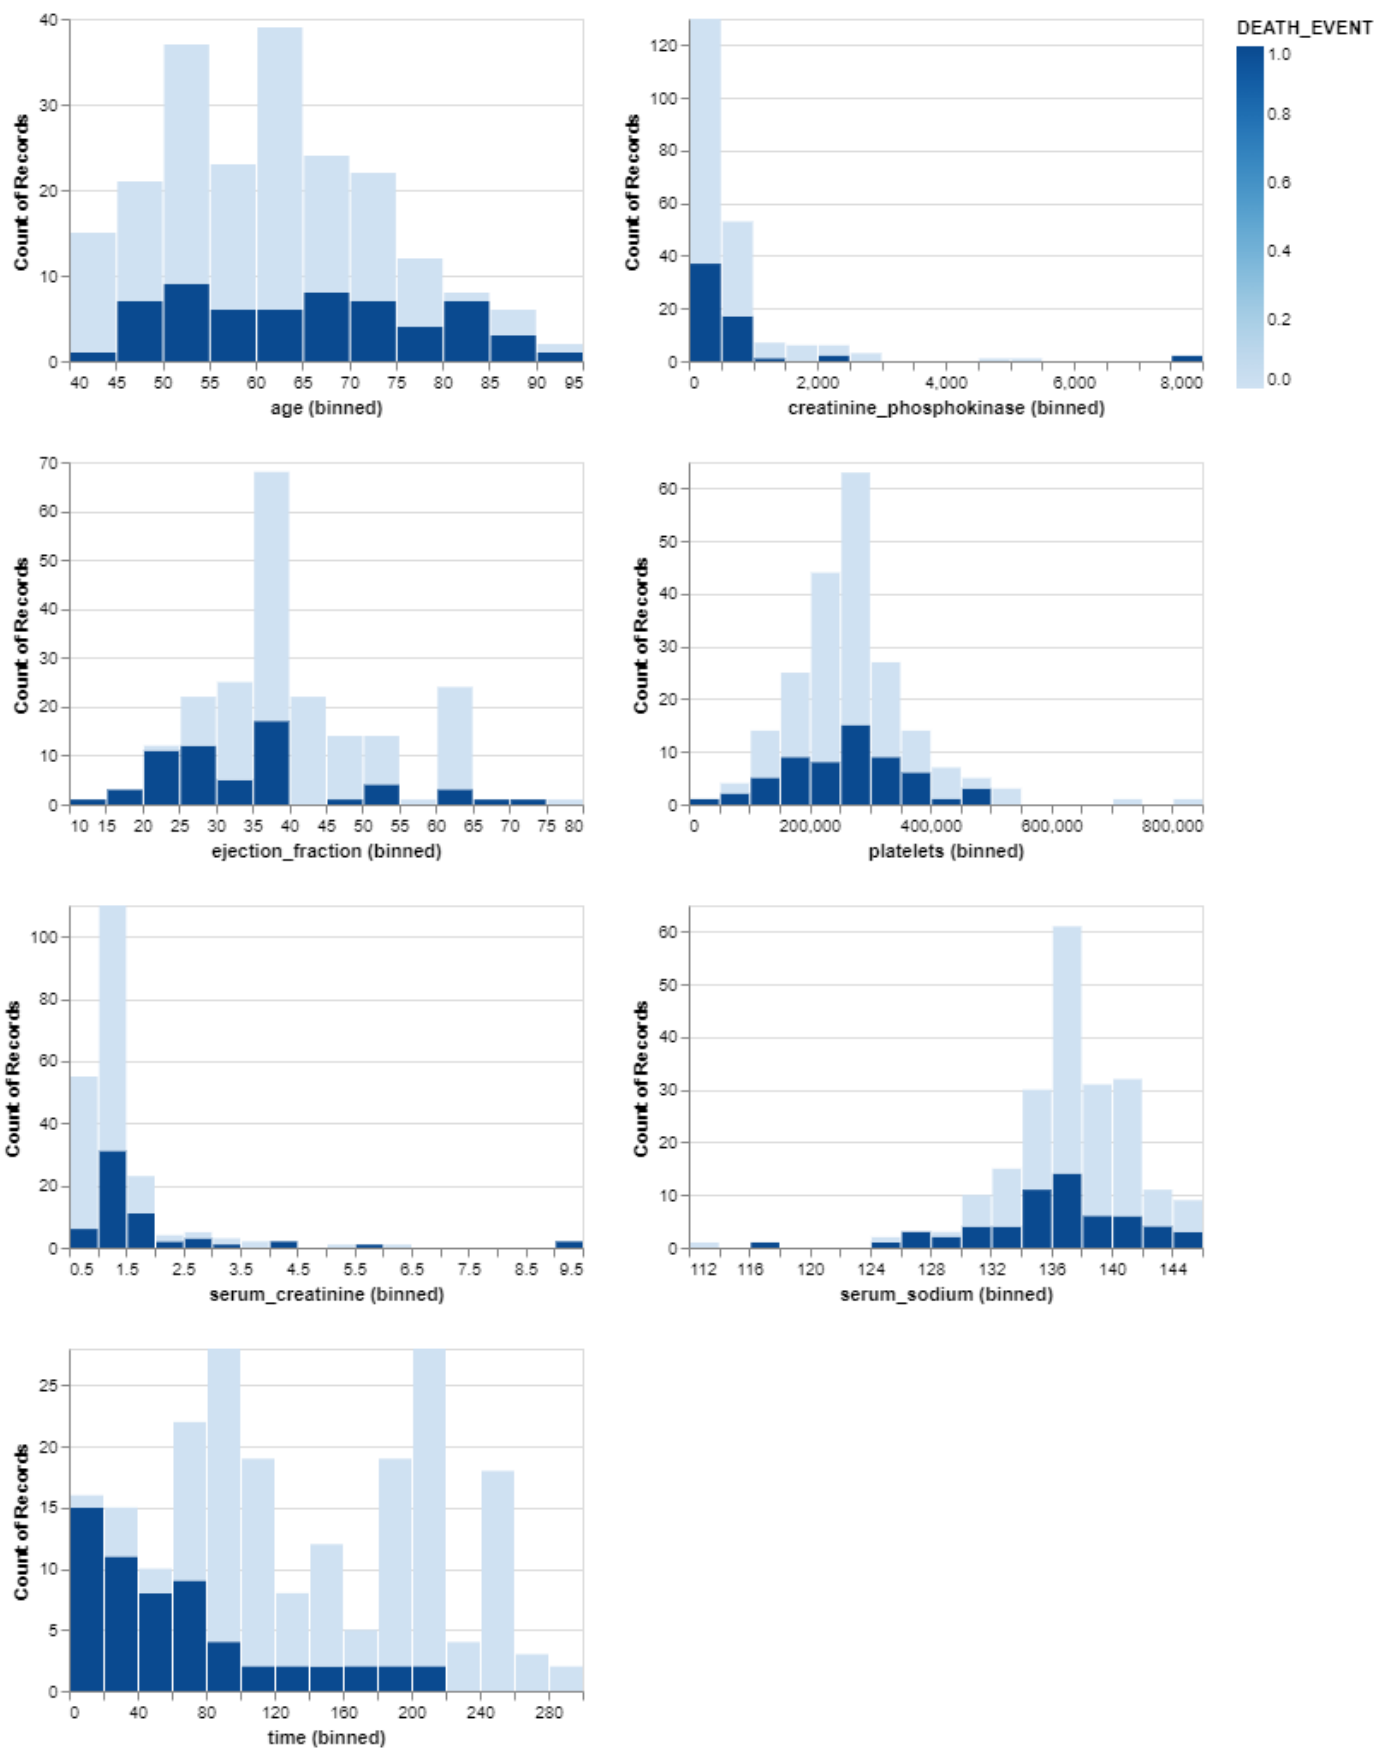 DEATH_EVENT
1.0
0.8
0.6
0.4
0.2
0.0
Count of Records
40
30
20
10
0
40 45 50 55 60 65 70 75 80 85 90 95
age (binned)
Count of Records
120
100
80
60
40
20
0
0 2,000 4,000 6,000 8,000
creatinine_phosphokinase (binned)
Count of Records
70
60
50
40
30
20
10
0
10 15 20 25 30 35 40 45 50 55 60 65 70 75 80
ejection_fraction (binned)
Count of Records
60
50
40
30
20
10
0
0 200,000 400,000 600,000 800,000
platelets (binned)
Count of Records
100
80
60
40
20
0
0.5 1.5 2.5 3.5 4.5 5.5 6.5 7.5 8.5 9.5
serum_creatinine (binned)
Count of Records
60
50
40
30
20
10
0
112 116 120 124 128 132 136 140 144
serum_sodium (binned)
Count of Records
25
20
15
10
5
0
0 40 80 120 160 200 240 280
time (binned)